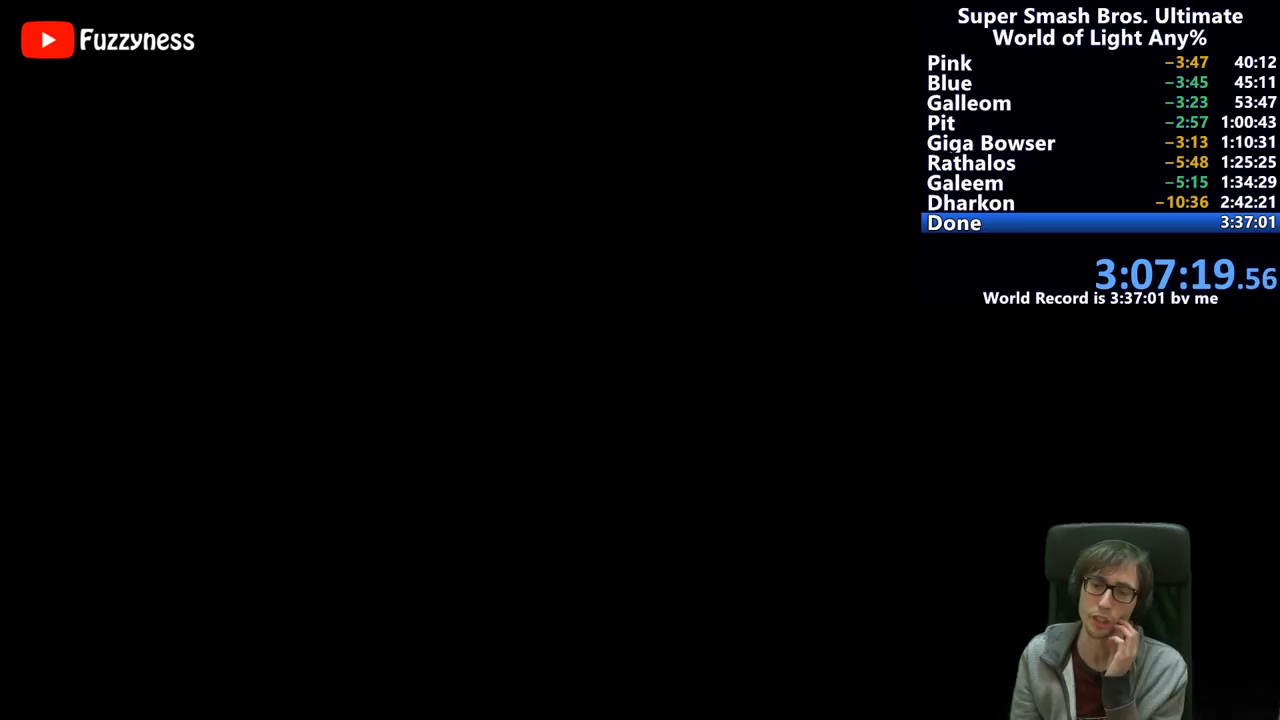 Fuzzyness
Super Smash Bros. Ultimate
World of Light Any%
Pink −3:47 40:12
Blue −3:45 45:11
Galleom −3:23 53:47
Pit −2:57 1:00:43
Giga Bowser −3:13 1:10:31
Rathalos −5:48 1:25:25
Galeem −5:15 1:34:29
Dharkon −10:36 2:42:21
Done 3:37:01
3:07:19.56
World Record is 3:37:01 by me